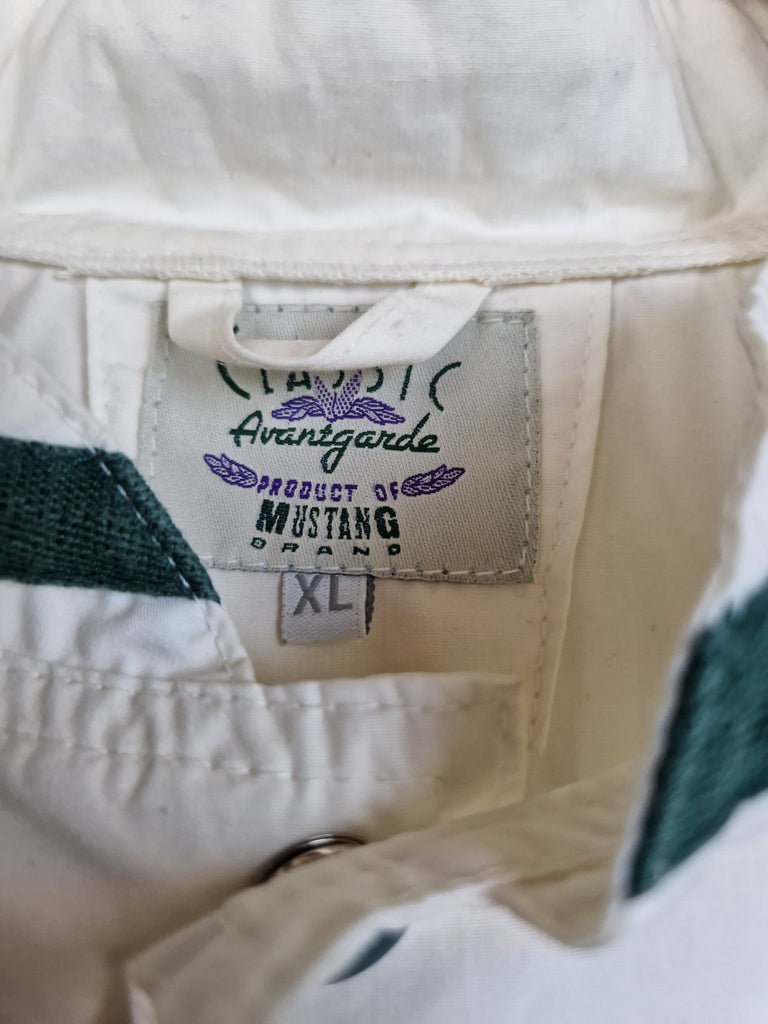 CLASSIC
Avantgarde
PRODUCT OF
MUSTANG
BRAND
XL